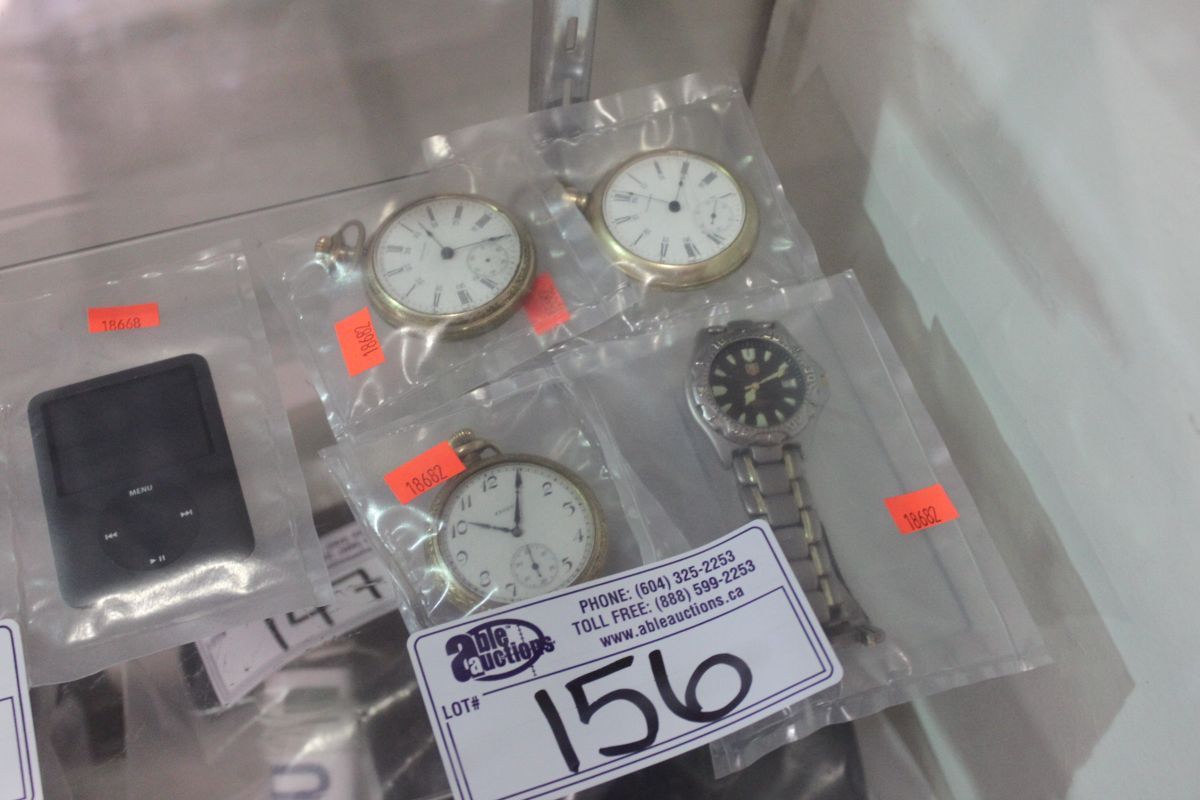 18668
MENU
18682
18682
18682
147
able
auctions
PHONE: (604) 325-2253
TOLL FREE: (888) 599-2253
www.ableauctions.ca
LOT#
156